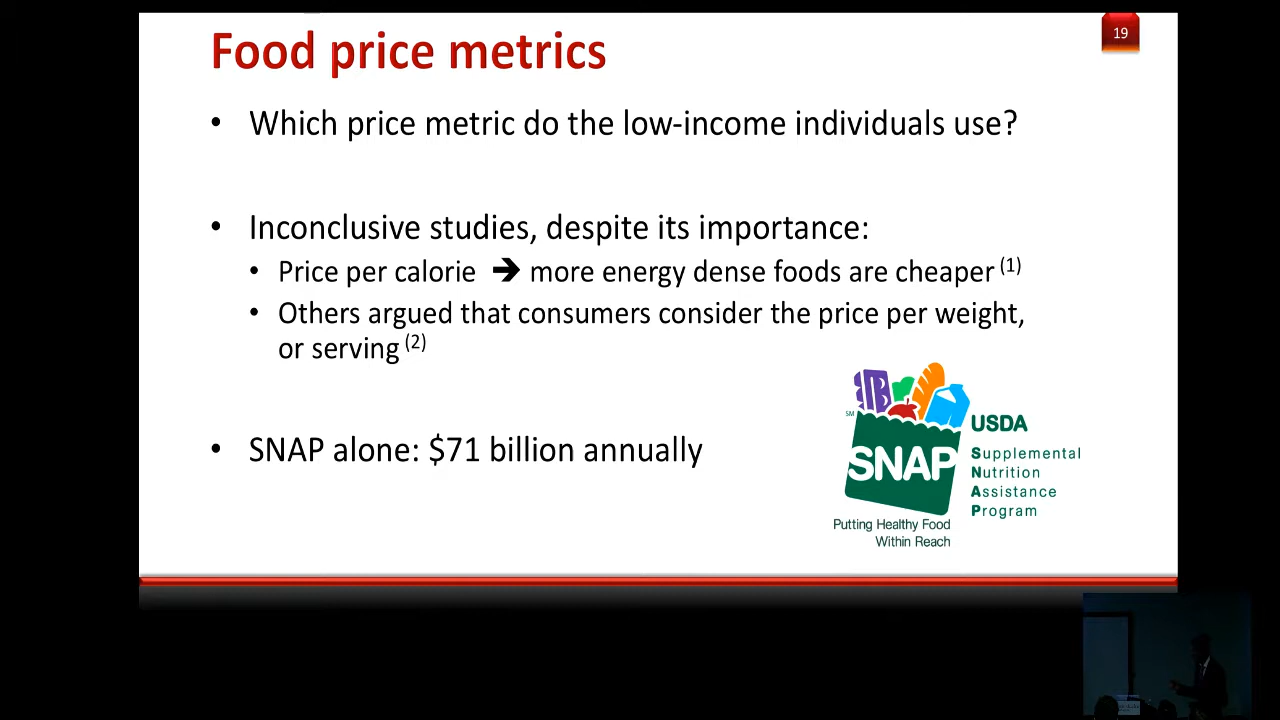 Food price metrics
19
• Which price metric do the low-income individuals use?
• Inconclusive studies, despite its importance:
• Price per calorie ➔ more energy dense foods are cheaper (1)
• Others argued that consumers consider the price per weight,
or serving (2)
• SNAP alone: $71 billion annually
SM
SNAP
Putting Healthy Food
Within Reach
USDA
Supplemental
Nutrition
Assistance
Program